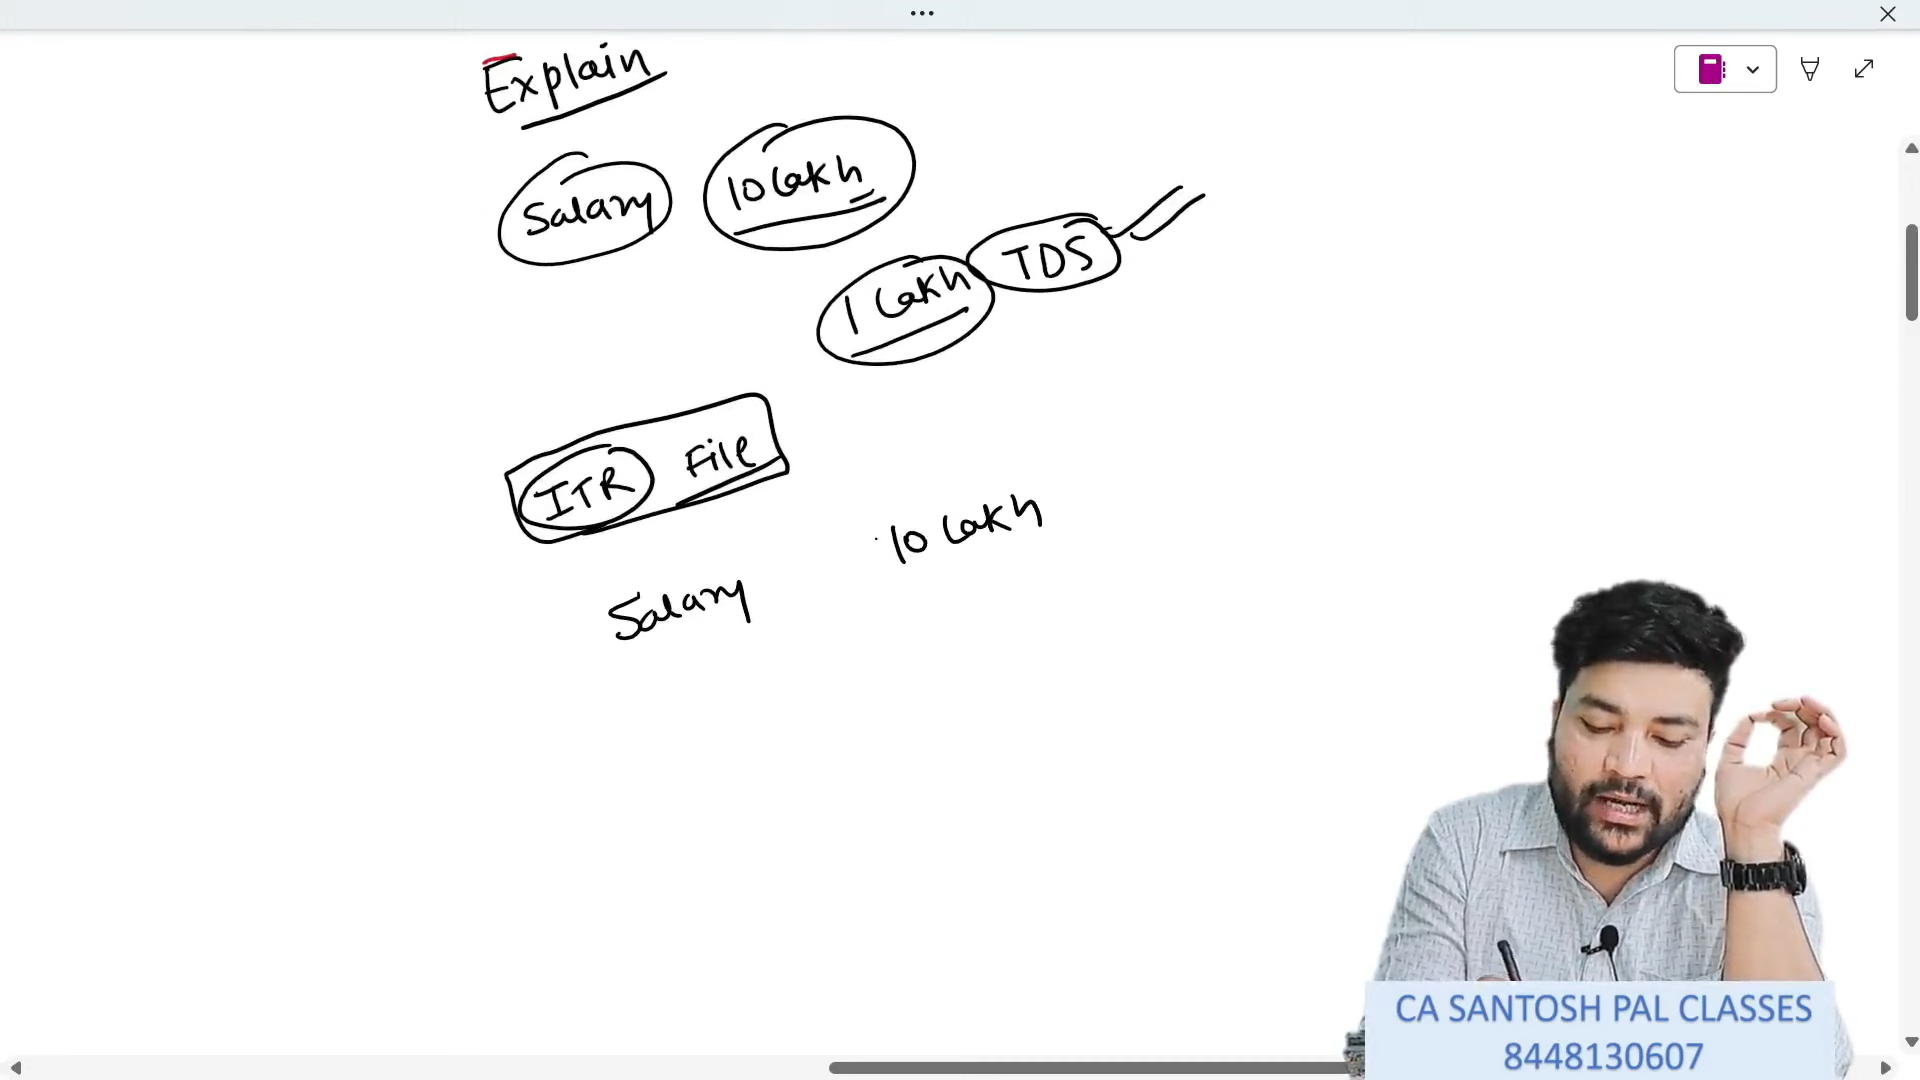 Explain
Salary 10 Lakh
1 Lakh TDS
ITR File
10 Lakh
Salary
CA SANTOSH PAL CLASSES
8448130607